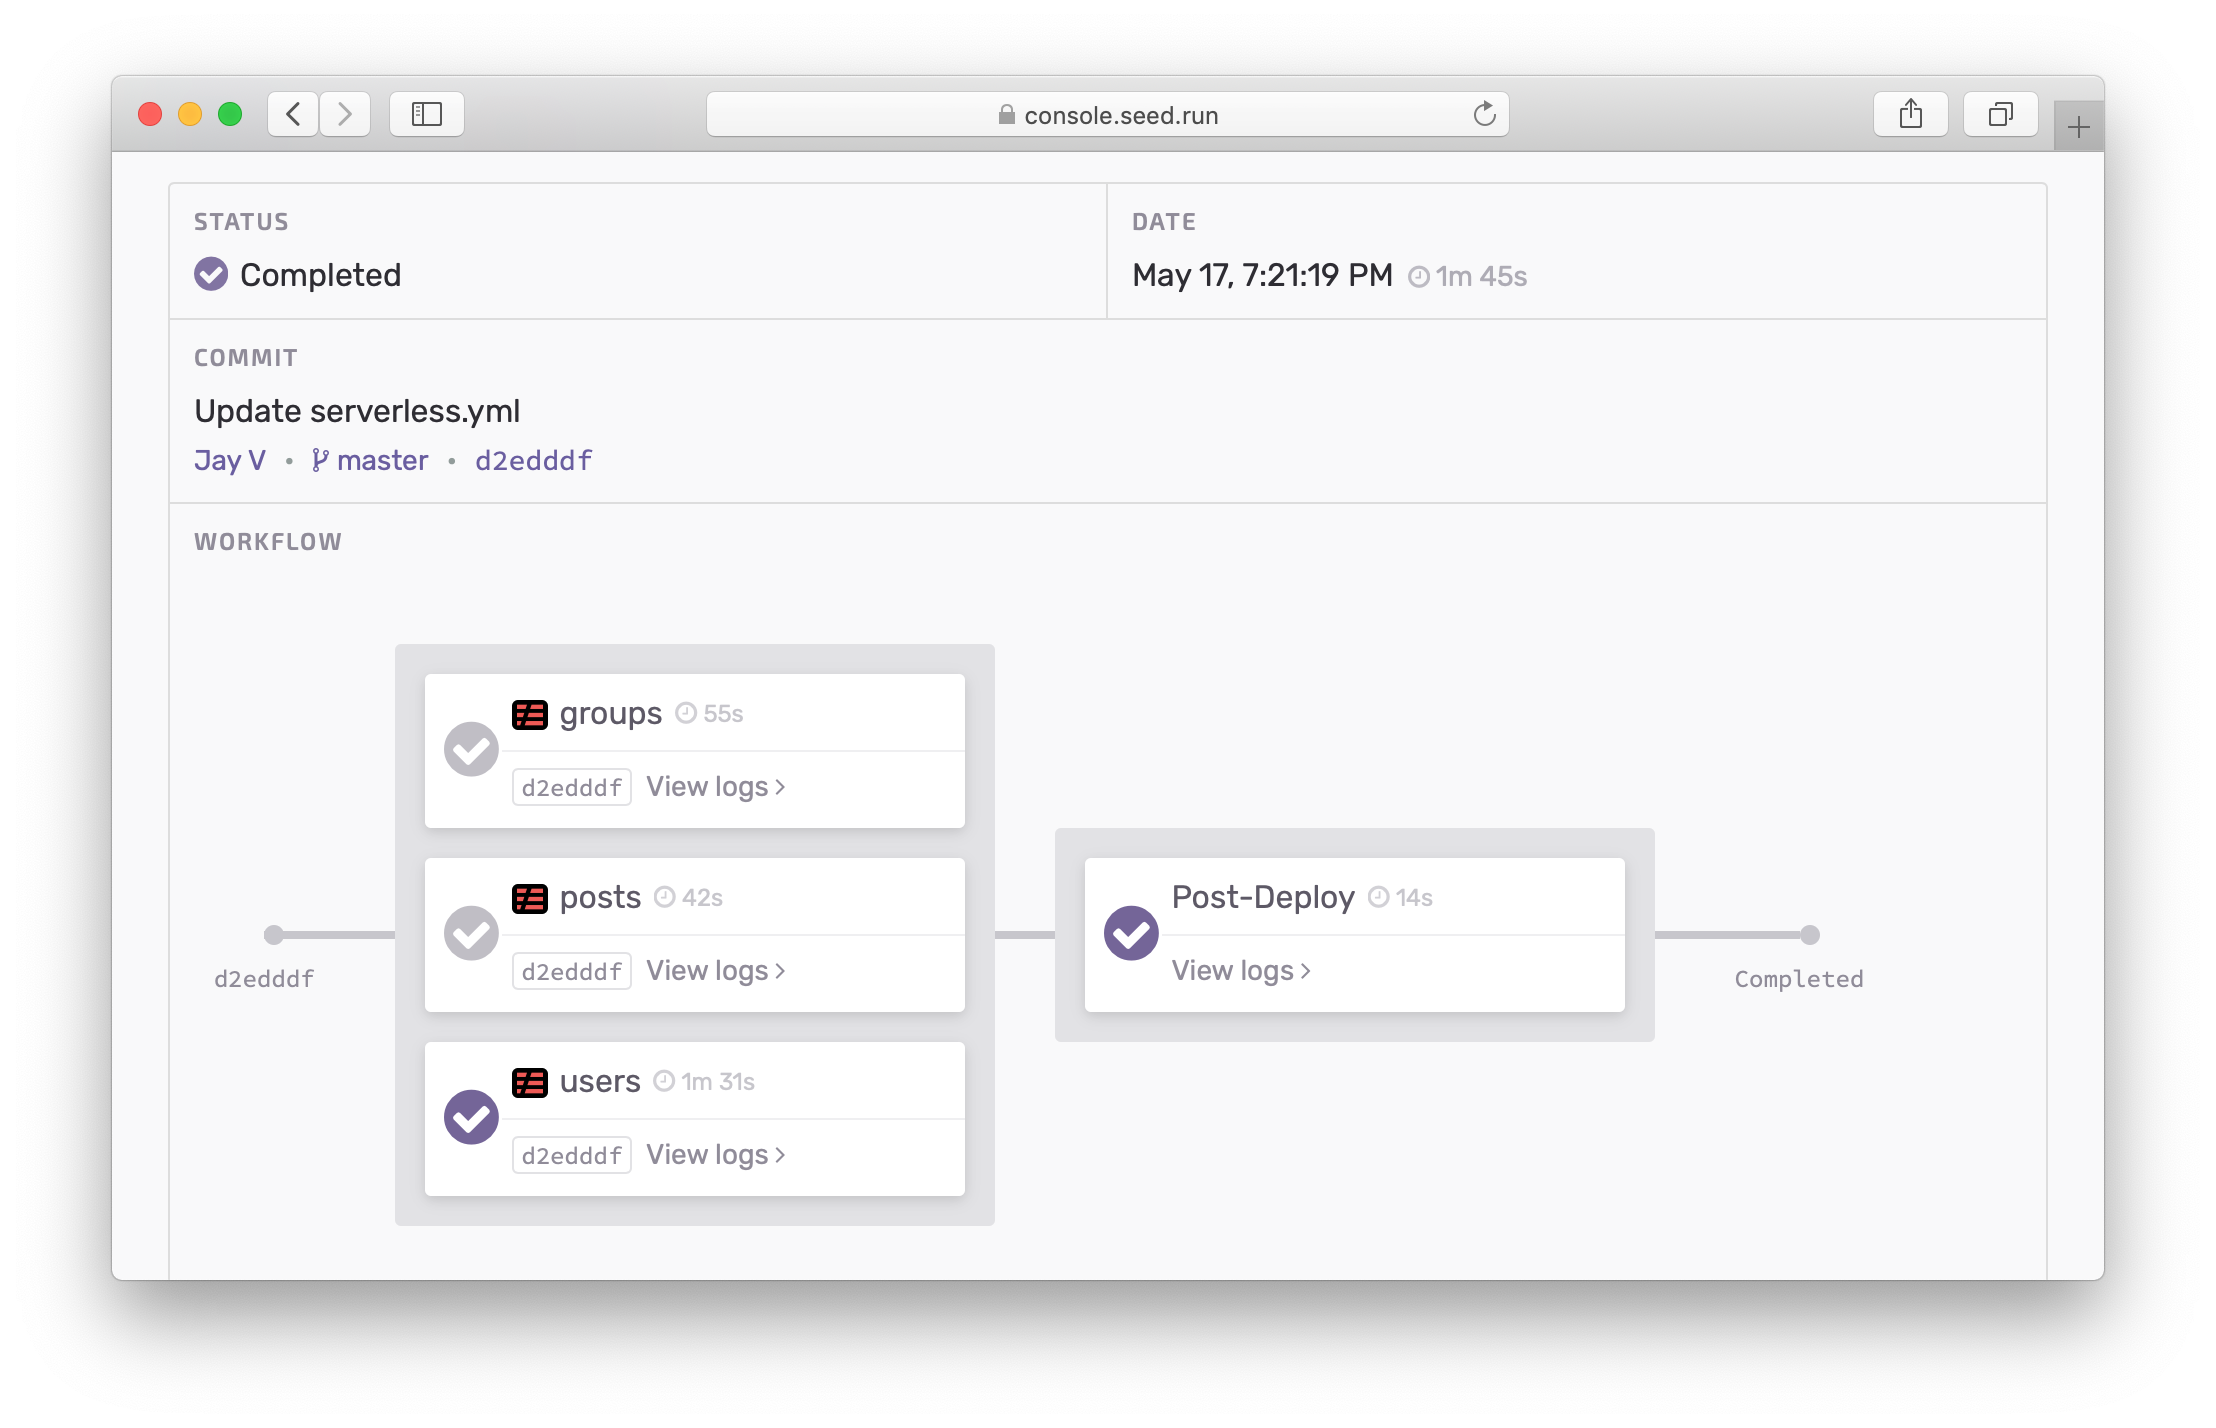 console.seed.run
STATUS
Completed
DATE
May 17, 7:21:19 PM 1m 45s
COMMIT
Update serverless.yml
Jay V • master • d2edddf
WORKFLOW
d2edddf
groups 55s
d2edddf View logs >
posts 42s
d2edddf View logs >
users 1m 31s
d2edddf View logs >
Post-Deploy 14s
View logs >
Completed